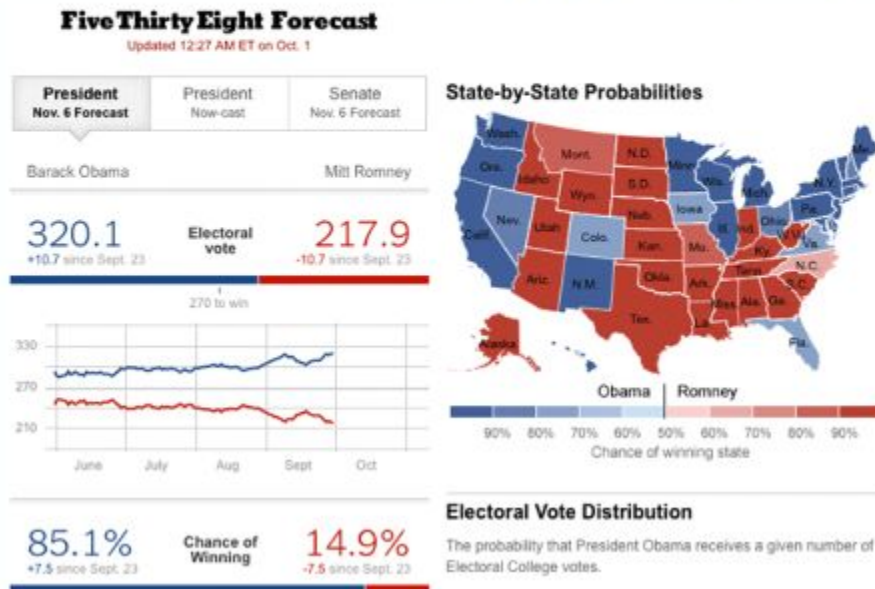 FiveThirtyEight Forecast
Updated 12:27 AM ET on Oct. 1
President
Nov. 6 Forecast
President
Now-cast
Senate
Nov. 6 Forecast
Barack Obama
Mitt Romney
320.1
+10.7 since Sept. 23
Electoral
vote
217.9
-10.7 since Sept. 23
270 to win
330
270
210
June July Aug Sept Oct
85.1%
+7.5 since Sept. 23
Chance of
Winning
14.9%
-7.5 since Sept. 23
State-by-State Probabilities
Wash.
Ore.
Calif.
Nev.
Idaho
Mont.
Wyo.
Utah
Colo.
Ariz.
N.M.
N.D.
S.D.
Neb.
Kan.
Okla.
Tex.
Minn.
Iowa
Mo.
Ark.
La.
Wis.
Ill.
Mich.
Ind.
Ohio
Ky.
Tenn.
Miss.
Ala.
Ga.
Fla.
S.C.
N.C.
Va.
W.V.
Pa.
N.Y.
Me.
Alaska
Obama Romney
90% 80% 70% 60% 50% 60% 70% 80% 90%
Chance of winning state
Electoral Vote Distribution
The probability that President Obama receives a given number of
Electoral College votes.